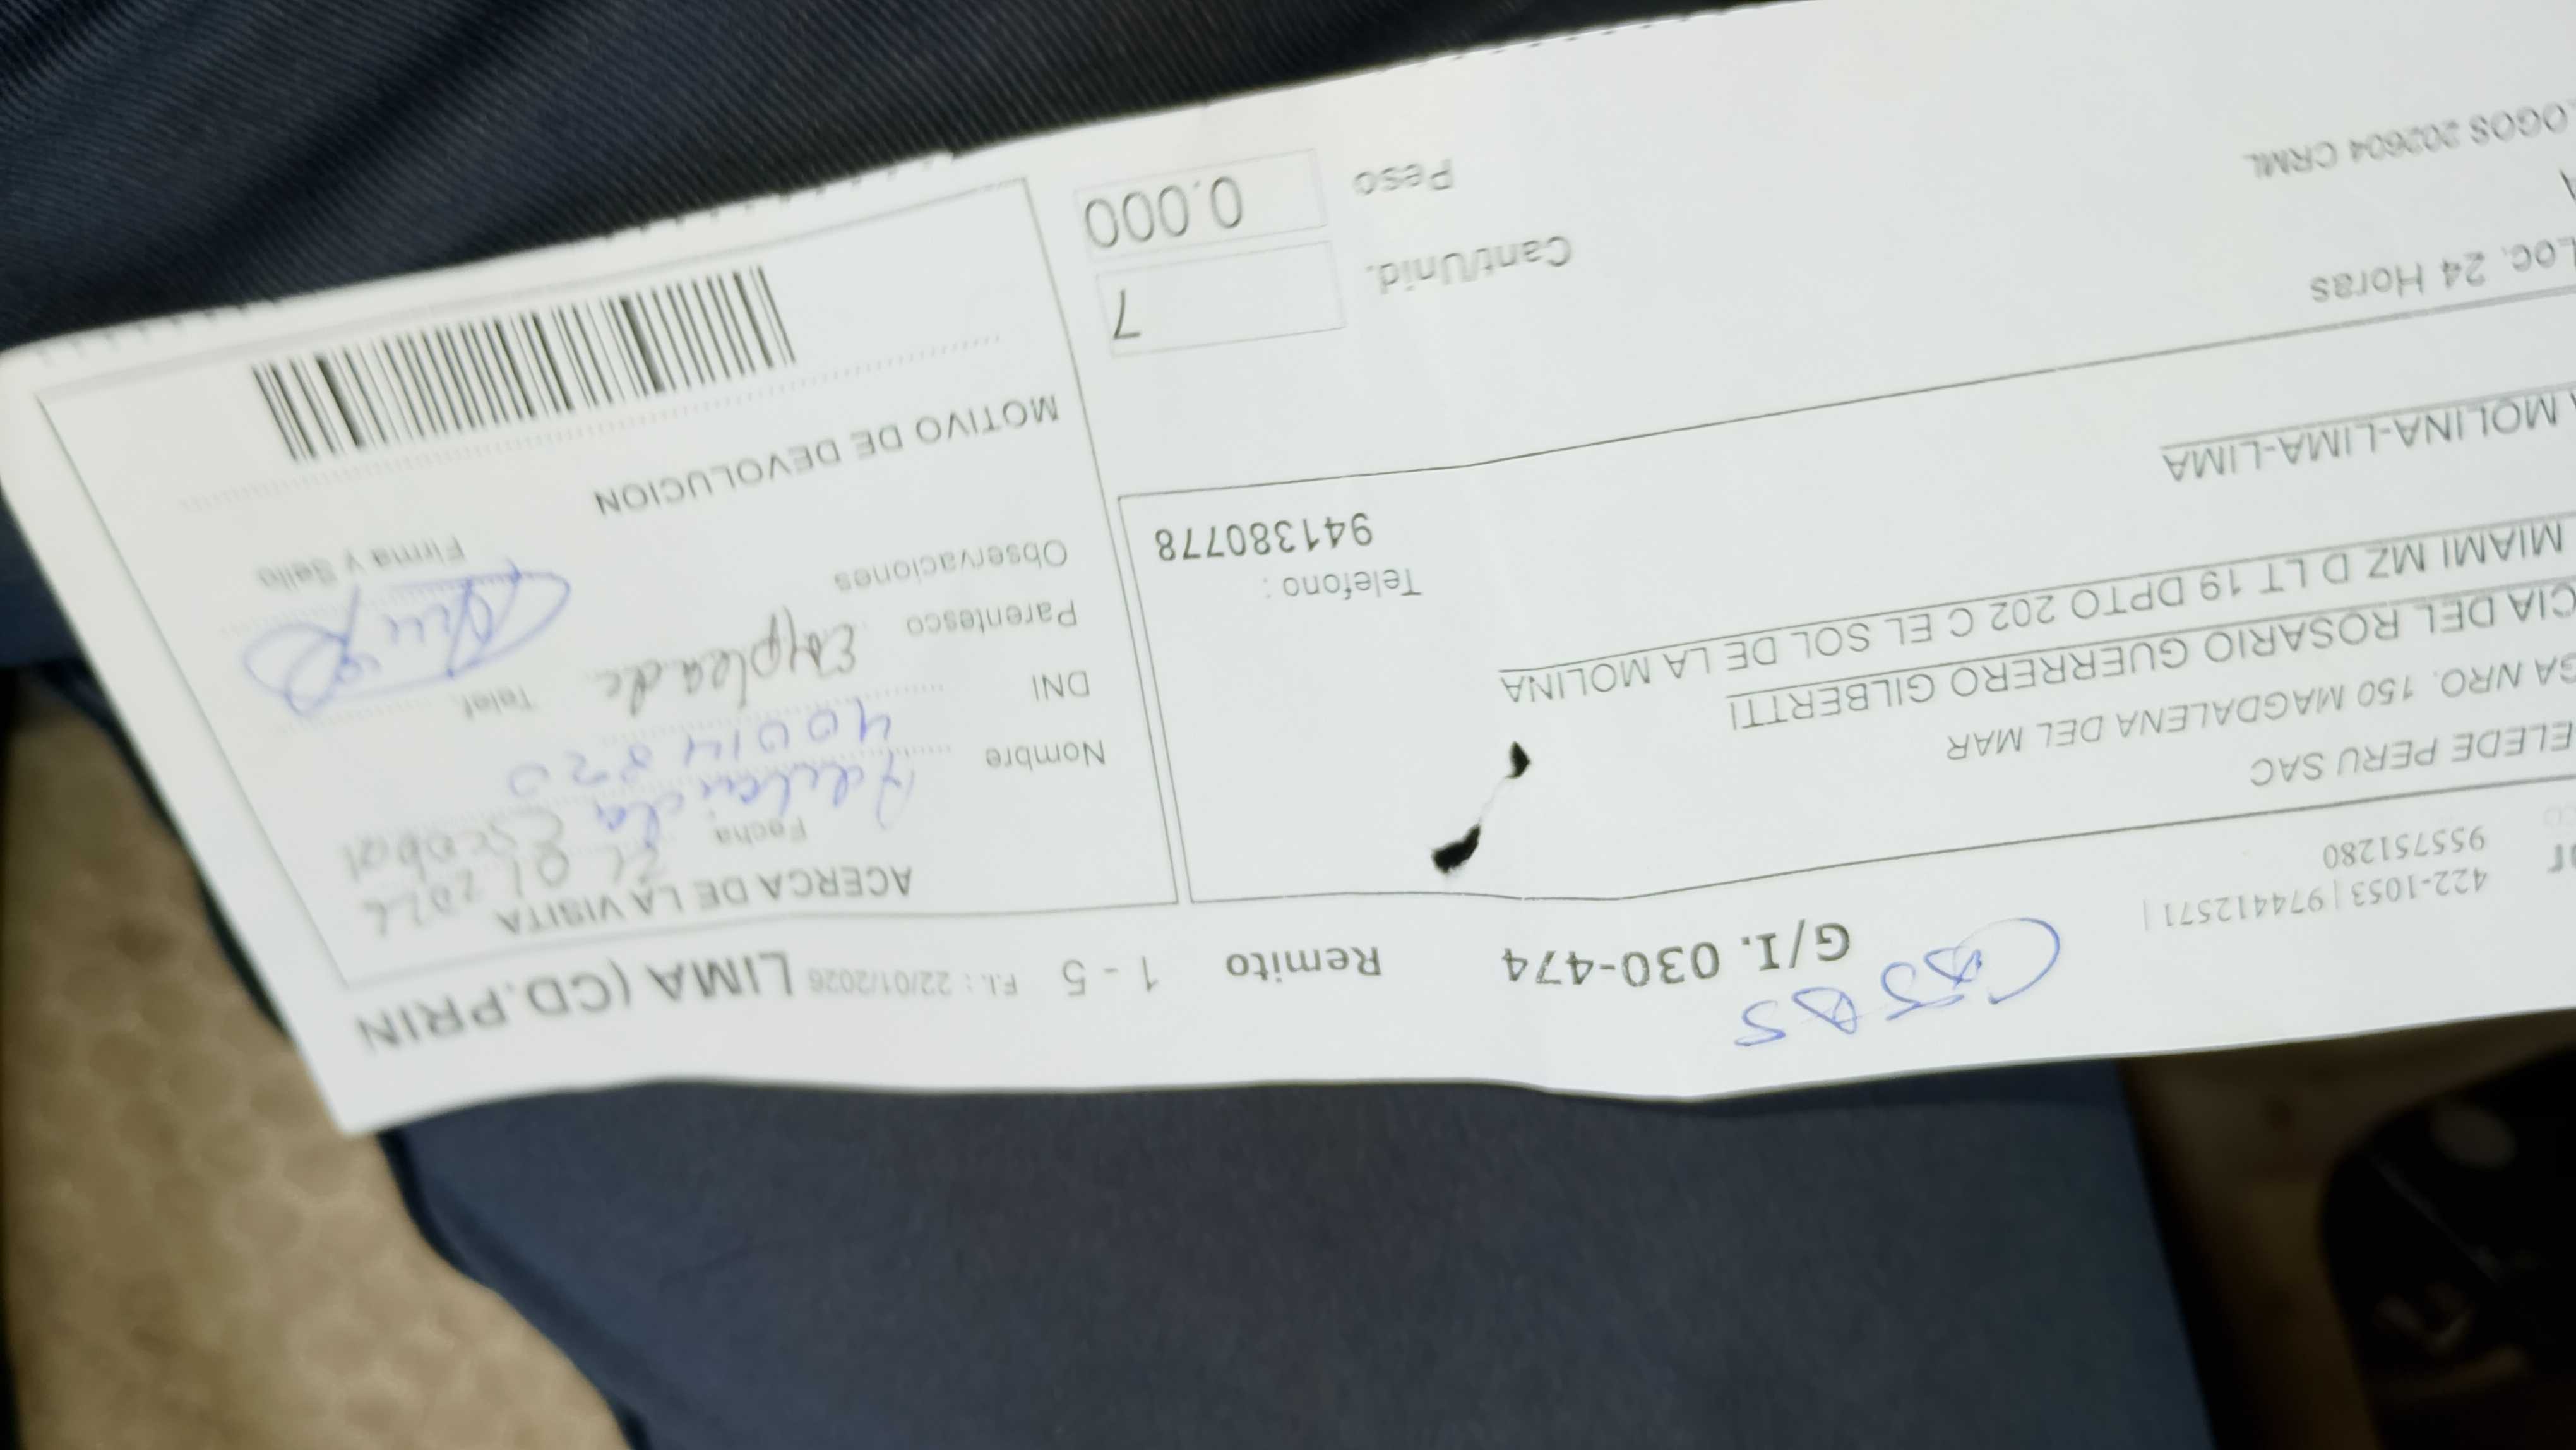 LIMA (CD.PRIN
F.I. : 22/01/2026
1 - 5
Remito
G/I. 030-474
422-1053 | 974412571 |
955751280
ELEDE PERU SAC
GA NRO. 150 MAGDALENA DEL MAR
CIA DEL ROSARIO GUERRERO GILBERTTI
MIAMI MZ D LT 19 DPTO 202 C EL SOL DE LA MOLINA
MOLINA-LIMA-LIMA
Telefono :
941380778
Loc. 24 Horas
OGOS 202604 CRML
Cant/Unid. 7
Peso 0.000
ACERCA DE LA VISITA
Fecha
Nombre Escobar
DNI 40014820
Parentesco Empleada Telef.
Observaciones
Firma y Sello
MOTIVO DE DEVOLUCION